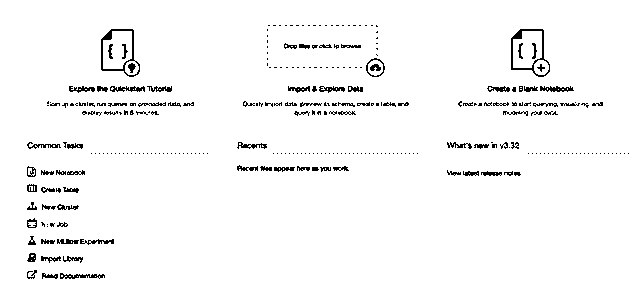 { }
Explore the Quickstart Tutorial
Spin up a cluster, run queries on preloaded data, and
display results in 5 minutes.
Drop files or click to browse
Import & Explore Data
Quickly import data, preview its schema, create a table, and
query it in a notebook.
{ }
Create a Blank Notebook
Create a notebook to start querying, visualizing, and
modeling your data.
Common Tasks
New Notebook
Create Table
New Cluster
New Job
New MLflow Experiment
Import Library
Read Documentation
Recents
Recent files appear here as you work.
What's new in v3.32
View latest release notes